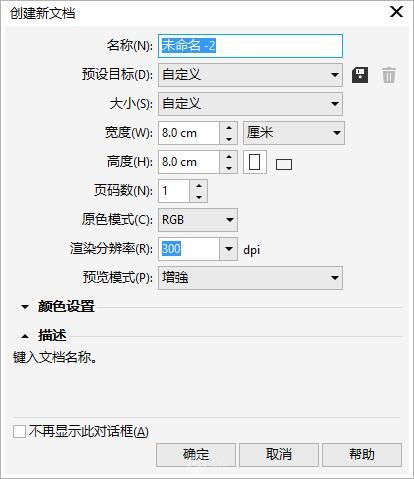 创建新文档
名称(N): 未命名 -2
预设目标(D): 自定义
大小(S): 自定义
宽度(W): 8.0 cm 厘米
高度(H): 8.0 cm
页码数(N): 1
原色模式(C): RGB
渲染分辨率(R): 300 dpi
预览模式(P): 增強
颜色设置
描述
键入文档名称。
不再显示此对话框(A)
确定 取消 帮助